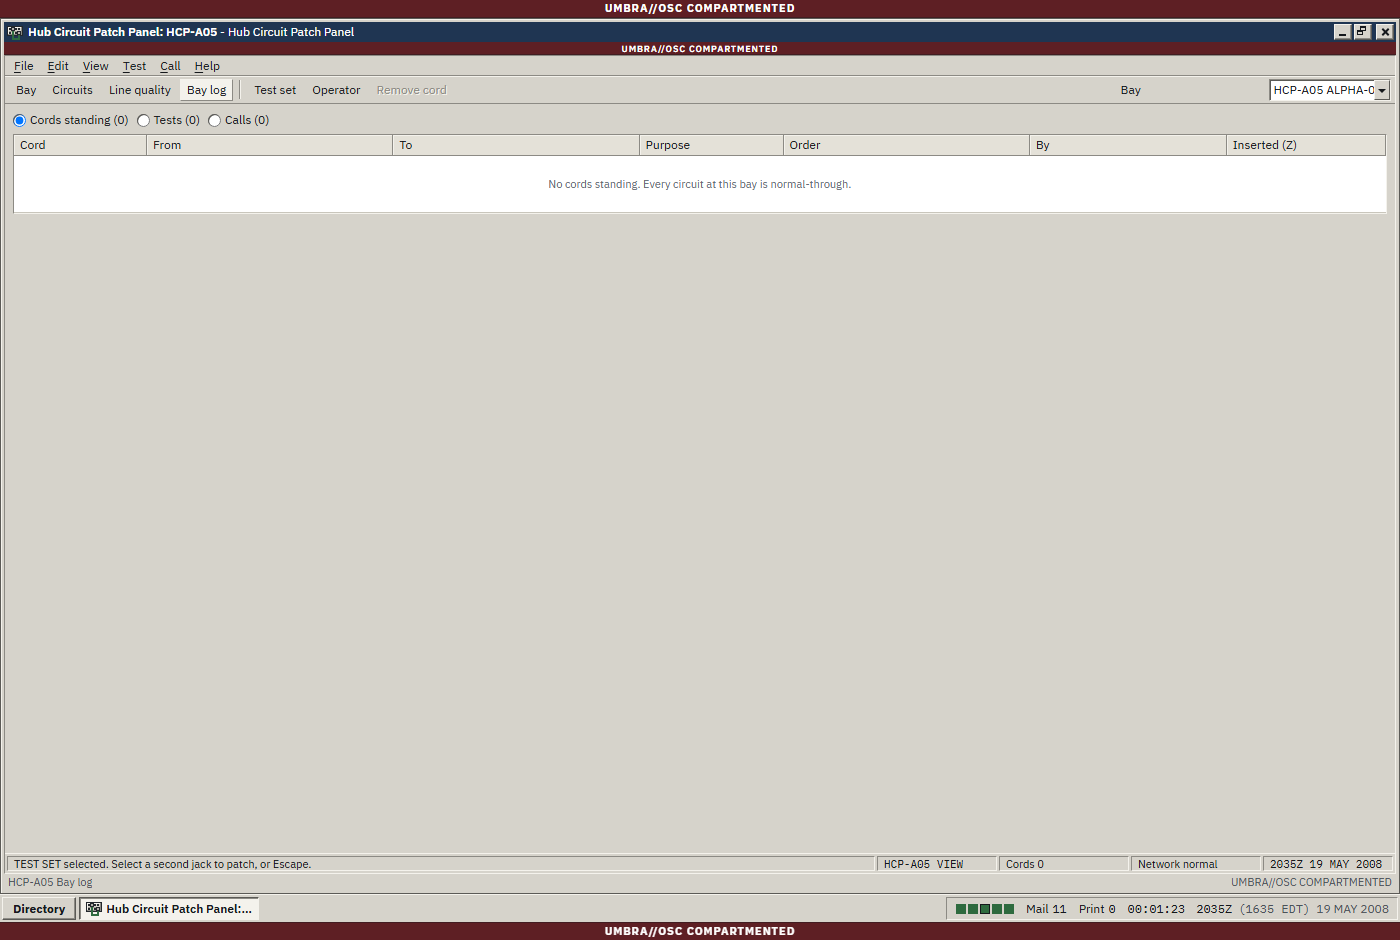 UMBRA//OSC COMPARTMENTED
Hub Circuit Patch Panel: HCP-A05 - Hub Circuit Patch Panel
UMBRA//OSC COMPARTMENTED
File Edit View Test Call Help
Bay Circuits Line quality Bay log Test set Operator Remove cord Bay HCP-A05 ALPHA-0
Cords standing (0) Tests (0) Calls (0)
Cord From To Purpose Order By Inserted (Z)
No cords standing. Every circuit at this bay is normal-through.
TEST SET selected. Select a second jack to patch, or Escape. HCP-A05 VIEW Cords 0 Network normal 2035Z 19 MAY 2008
HCP-A05 Bay log UMBRA//OSC COMPARTMENTED
Directory Hub Circuit Patch Panel:... Mail 11 Print 0 00:01:23 2035Z (1635 EDT) 19 MAY 2008
UMBRA//OSC COMPARTMENTED